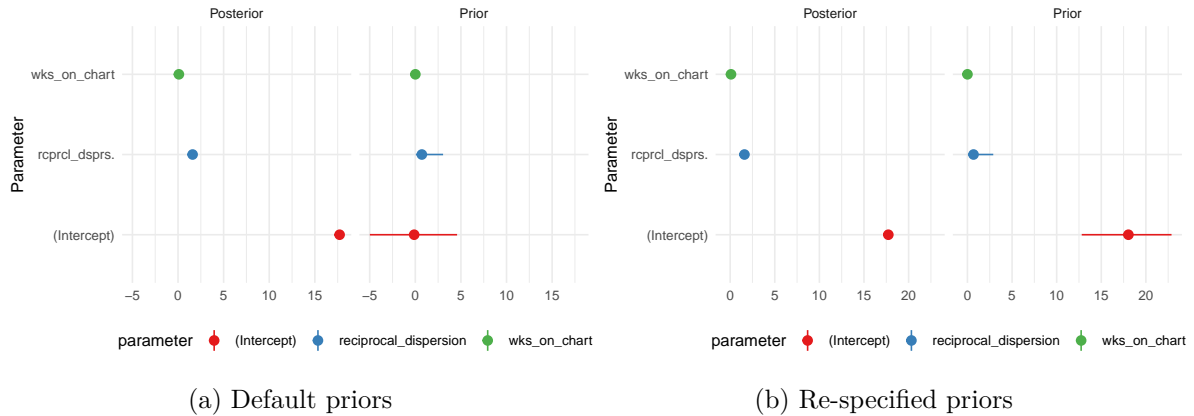 Posterior Prior
Parameter
wks_on_chart
rcprcl_dsprs.
(Intercept)
−5 0 5 10 15 −5 0 5 10 15
parameter (Intercept) reciprocal_dispersion wks_on_chart
(a) Default priors
Posterior Prior
Parameter
wks_on_chart
rcprcl_dsprs.
(Intercept)
0 5 10 15 20 0 5 10 15 20
parameter (Intercept) reciprocal_dispersion wks_on_chart
(b) Re-specified priors